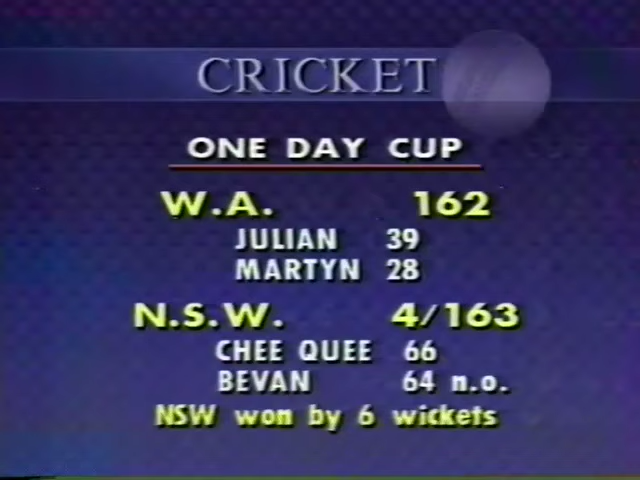 CRICKET
ONE DAY CUP
W.A. 162
JULIAN 39
MARTYN 28
N.S.W. 4/163
CHEE QUEE 66
BEVAN 64 n.o.
NSW won by 6 wickets